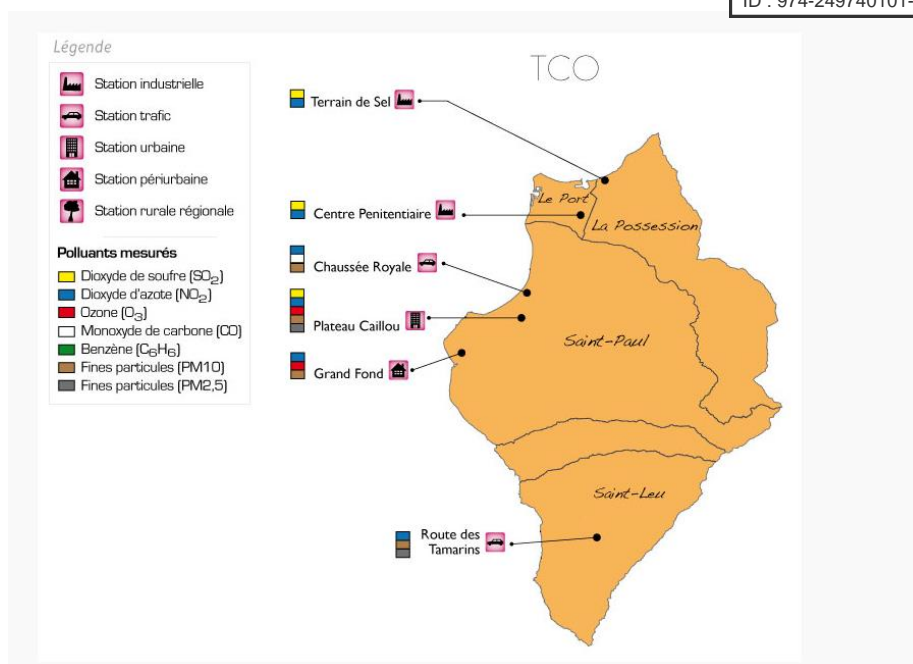 ID : 974-249740101-
Légende
Station industrielle
Station trafic
Station urbaine
Station périurbaine
Station rurale régionale
Polluants mesurés
Dioxyde de soufre (SO2)
Dioxyde d'azote (NO2)
Ozone (O3)
Monoxyde de carbone (CO)
Benzène (C6H6)
Fines particules (PM10)
Fines particules (PM2,5)
TCO
Terrain de Sel
Centre Penitentiaire
Chaussée Royale
Plateau Caillou
Grand Fond
Route des
Tamarins
Le Port
La Possession
Saint-Paul
Saint-Leu